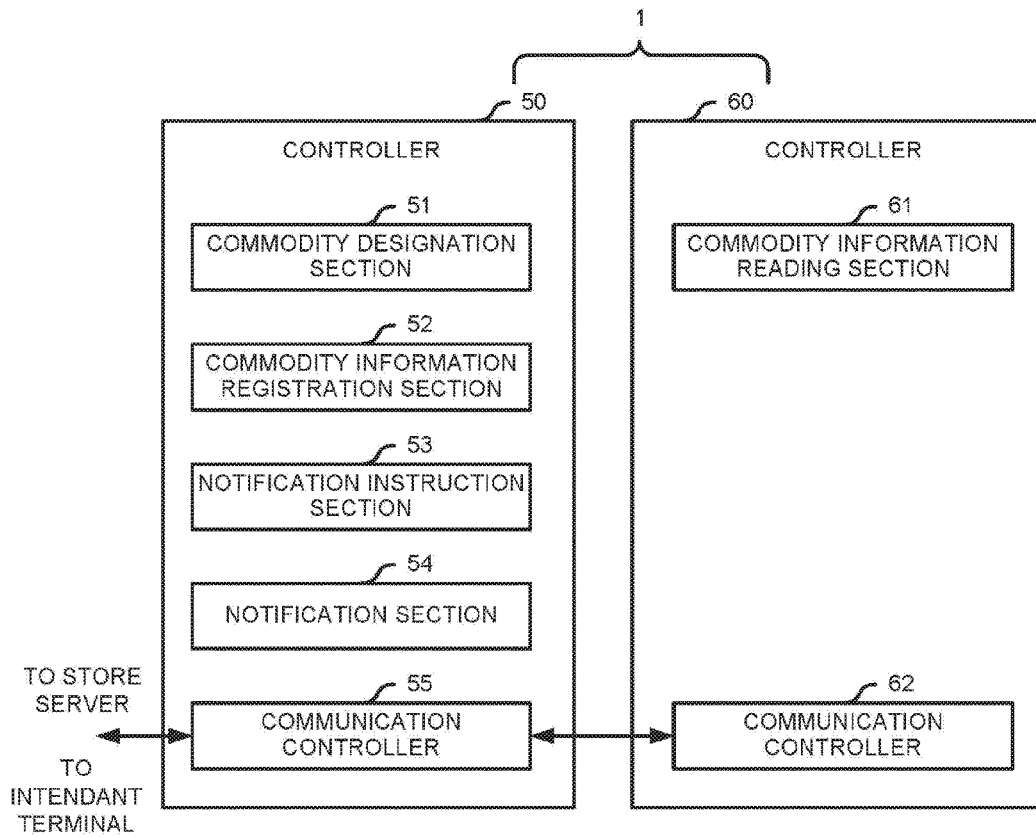 1
50
CONTROLLER
51
COMMODITY DESIGNATION
SECTION
52
COMMODITY INFORMATION
REGISTRATION SECTION
53
NOTIFICATION INSTRUCTION
SECTION
54
NOTIFICATION SECTION
TO STORE
SERVER
55
COMMUNICATION
CONTROLLER
TO
INTENDANT
TERMINAL
60
CONTROLLER
61
COMMODITY INFORMATION
READING SECTION
62
COMMUNICATION
CONTROLLER